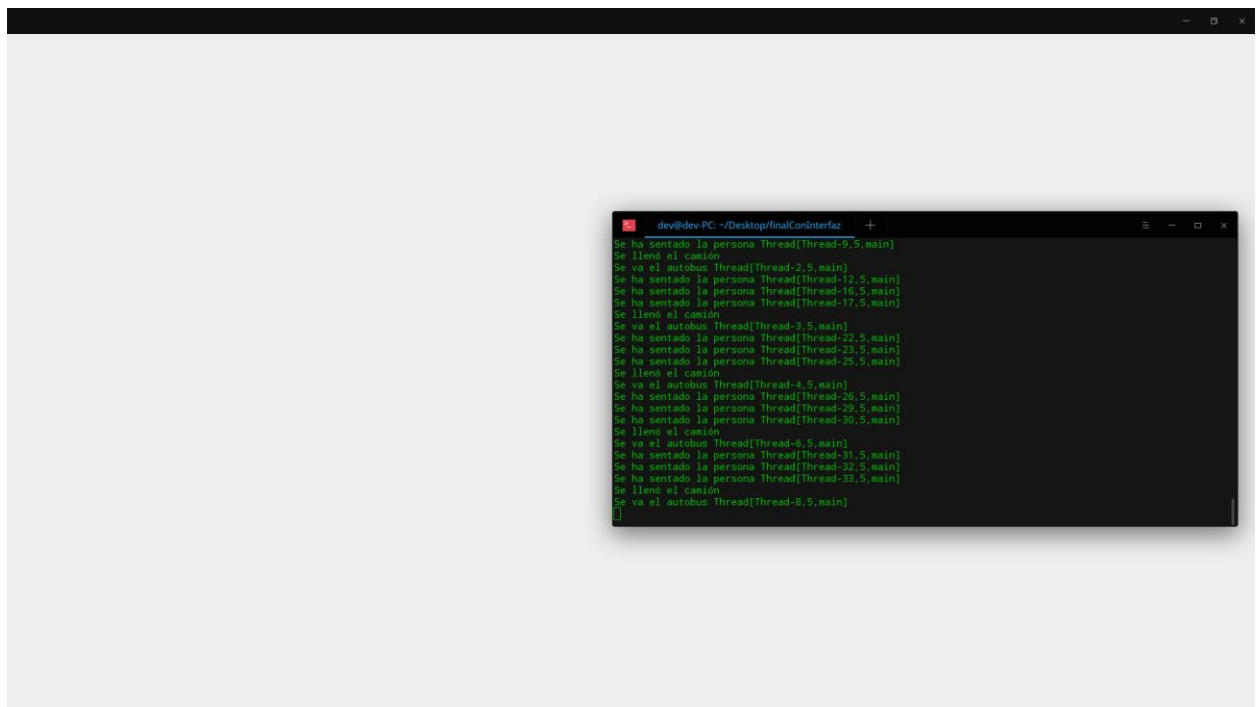 dev@dev-PC: ~/Desktop/finalConInterfaz
Se ha sentado la persona Thread[Thread-9,5,main]
Se llenó el camión
Se va el autobus Thread[Thread-2,5,main]
Se ha sentado la persona Thread[Thread-12,5,main]
Se ha sentado la persona Thread[Thread-16,5,main]
Se ha sentado la persona Thread[Thread-17,5,main]
Se llenó el camión
Se va el autobus Thread[Thread-3,5,main]
Se ha sentado la persona Thread[Thread-22,5,main]
Se ha sentado la persona Thread[Thread-23,5,main]
Se ha sentado la persona Thread[Thread-25,5,main]
Se llenó el camión
Se va el autobus Thread[Thread-4,5,main]
Se ha sentado la persona Thread[Thread-26,5,main]
Se ha sentado la persona Thread[Thread-29,5,main]
Se ha sentado la persona Thread[Thread-30,5,main]
Se llenó el camión
Se va el autobus Thread[Thread-6,5,main]
Se ha sentado la persona Thread[Thread-31,5,main]
Se ha sentado la persona Thread[Thread-32,5,main]
Se ha sentado la persona Thread[Thread-33,5,main]
Se llenó el camión
Se va el autobus Thread[Thread-8,5,main]